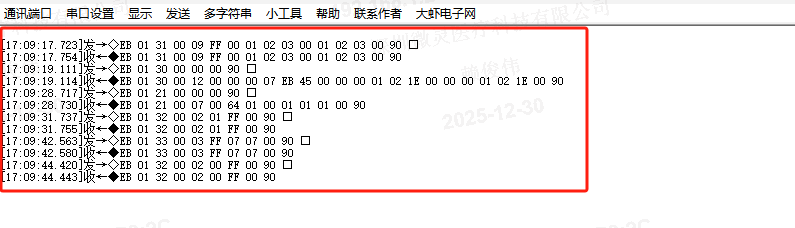 通讯端口 串口设置 显示 发送 多字符串 小工具 帮助 联系作者 大虾电子网
[17:09:17.723]发→◇EB 01 31 00 09 FF 00 01 02 03 00 01 02 03 00 90 □
[17:09:17.754]收←◆EB 01 31 00 09 FF 00 01 02 03 00 01 02 03 00 90
[17:09:19.111]发→◇EB 01 30 00 00 00 90 □
[17:09:19.114]收←◆EB 01 30 00 12 00 00 00 07 EB 45 00 00 00 01 02 1E 00 00 00 01 02 1E 00 90
[17:09:28.717]发→◇EB 01 21 00 00 00 90 □
[17:09:28.730]收←◆EB 01 21 00 07 00 64 01 00 01 01 01 00 90
[17:09:31.737]发→◇EB 01 32 00 02 01 FF 00 90 □
[17:09:31.755]收←◆EB 01 32 00 02 01 FF 00 90
[17:09:42.563]发→◇EB 01 33 00 03 FF 07 07 00 90 □
[17:09:42.580]收←◆EB 01 33 00 03 FF 07 07 00 90
[17:09:44.420]发→◇EB 01 32 00 02 00 FF 00 90 □
[17:09:44.443]收←◆EB 01 32 00 02 00 FF 00 90
2025-12-30